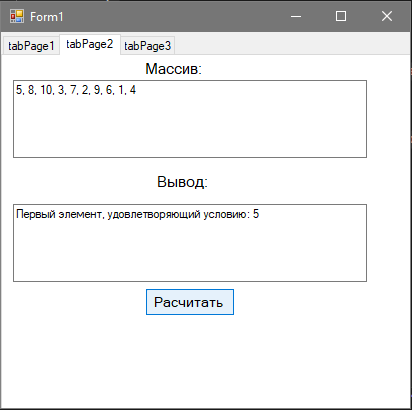 Form1
tabPage1 tabPage2 tabPage3
Массив:
5, 8, 10, 3, 7, 2, 9, 6, 1, 4
Вывод:
Первый элемент, удовлетворяющий условию: 5
Расчитать